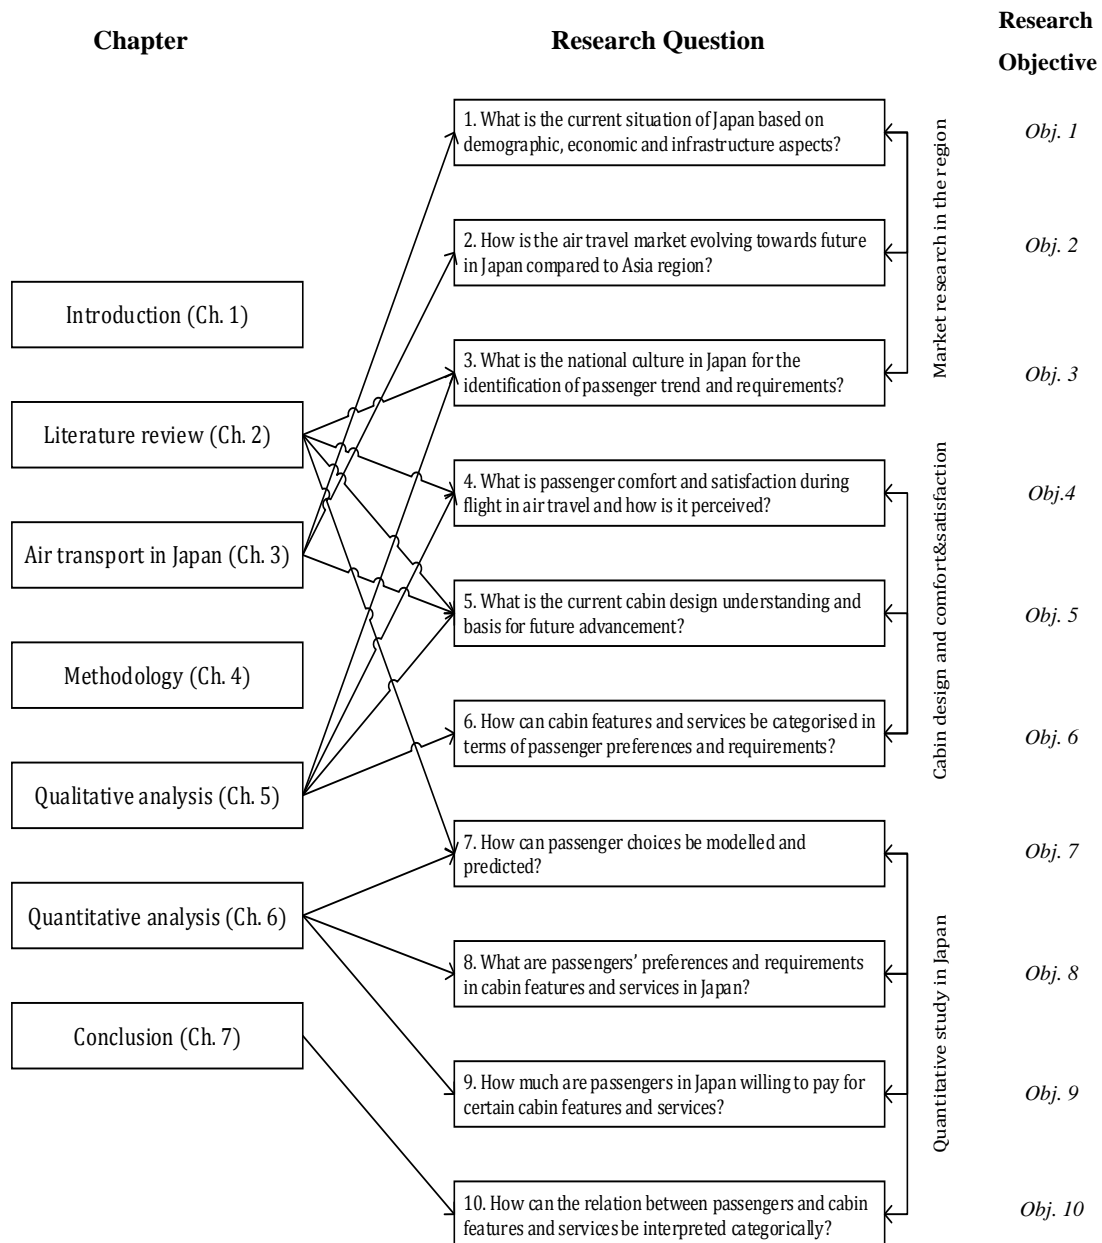 Chapter
Research Question
Research
Objective
Introduction (Ch. 1)
Literature review (Ch. 2)
Air transport in Japan (Ch. 3)
Methodology (Ch. 4)
Qualitative analysis (Ch. 5)
Quantitative analysis (Ch. 6)
Conclusion (Ch. 7)
1. What is the current situation of Japan based on
demographic, economic and infrastructure aspects?
2. How is the air travel market evolving towards future
in Japan compared to Asia region?
3. What is the national culture in Japan for the
identification of passenger trend and requirements?
4. What is passenger comfort and satisfaction during
flight in air travel and how is it perceived?
5. What is the current cabin design understanding and
basis for future advancement?
6. How can cabin features and services be categorised in
terms of passenger preferences and requirements?
7. How can passenger choices be modelled and
predicted?
8. What are passengers’ preferences and requirements
in cabin features and services in Japan?
9. How much are passengers in Japan willing to pay for
certain cabin features and services?
10. How can the relation between passengers and cabin
features and services be interpreted categorically?
Market research in the region
Cabin design and comfort&satisfaction
Quantitative study in Japan
Obj. 1
Obj. 2
Obj. 3
Obj.4
Obj. 5
Obj. 6
Obj. 7
Obj. 8
Obj. 9
Obj. 10